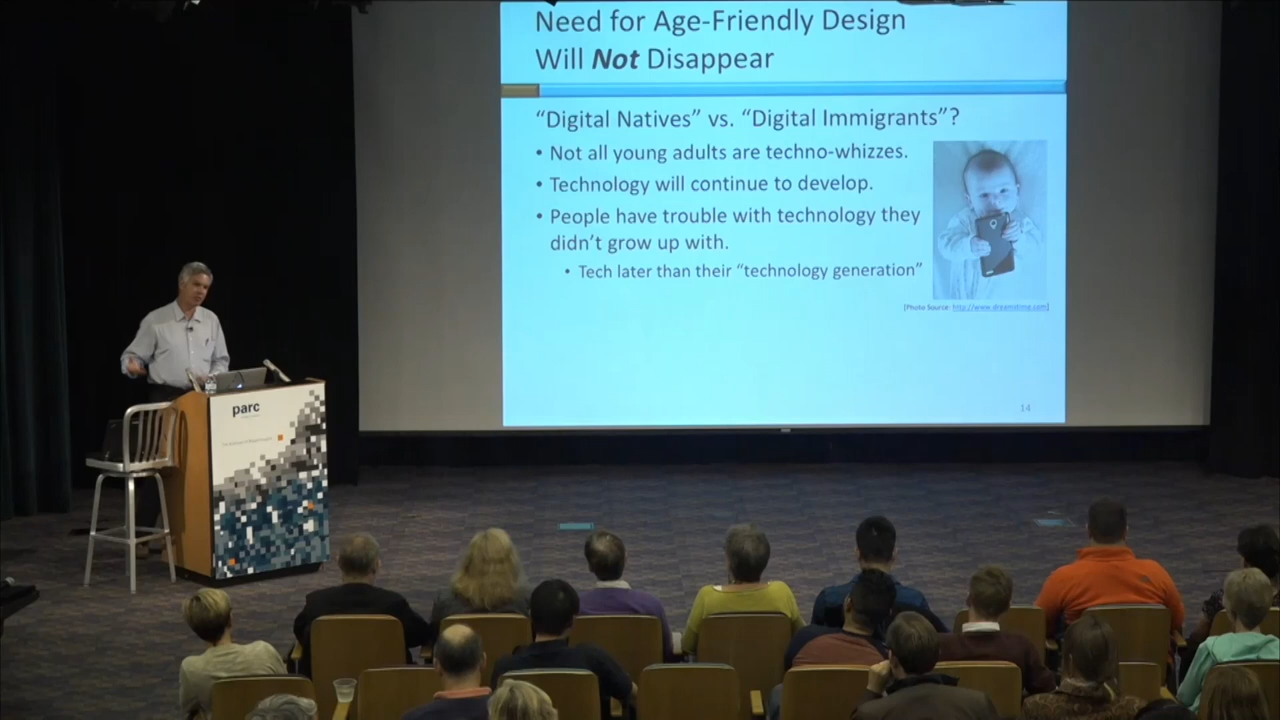 Need for Age-Friendly Design
Will Not Disappear
“Digital Natives” vs. “Digital Immigrants”?
• Not all young adults are techno-whizzes.
• Technology will continue to develop.
• People have trouble with technology they
didn’t grow up with.
• Tech later than their “technology generation”
[Photo Source: http://www.dreamstime.com]
14
parc